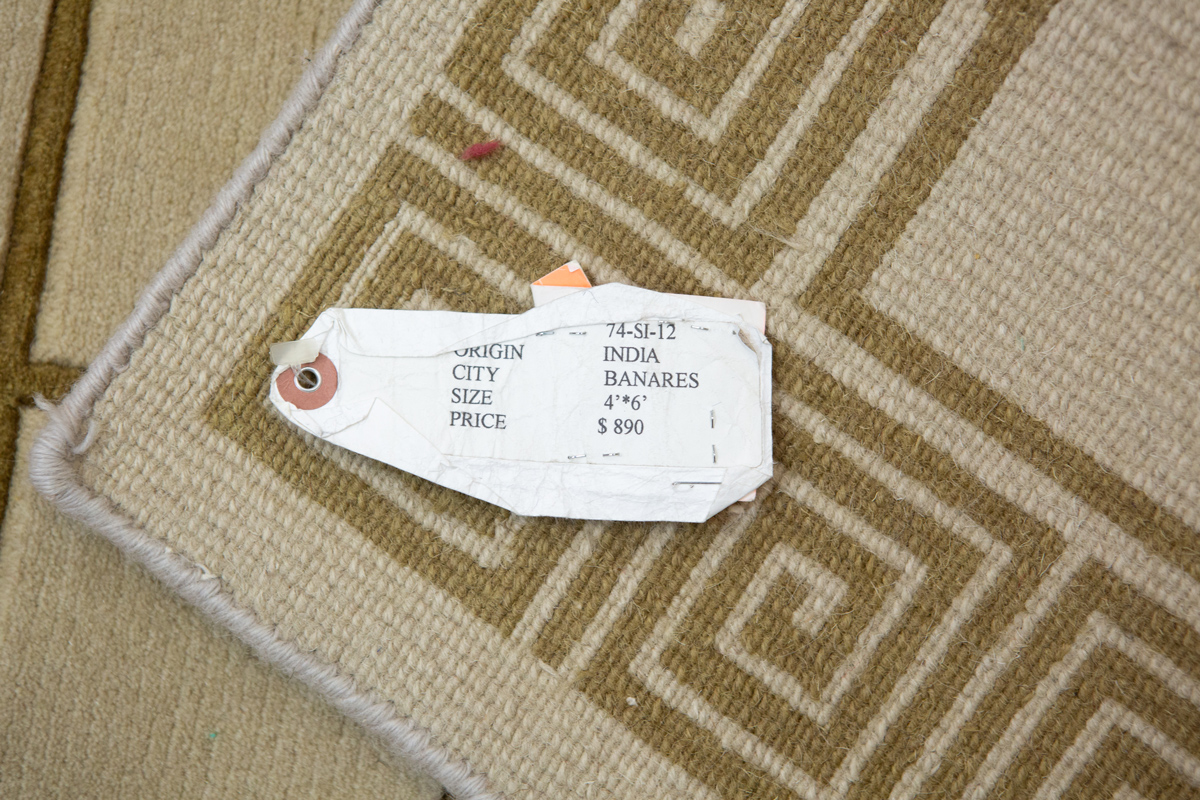 74-SI-12
ORIGIN INDIA
CITY BANARES
SIZE 4'*6'
PRICE $ 890